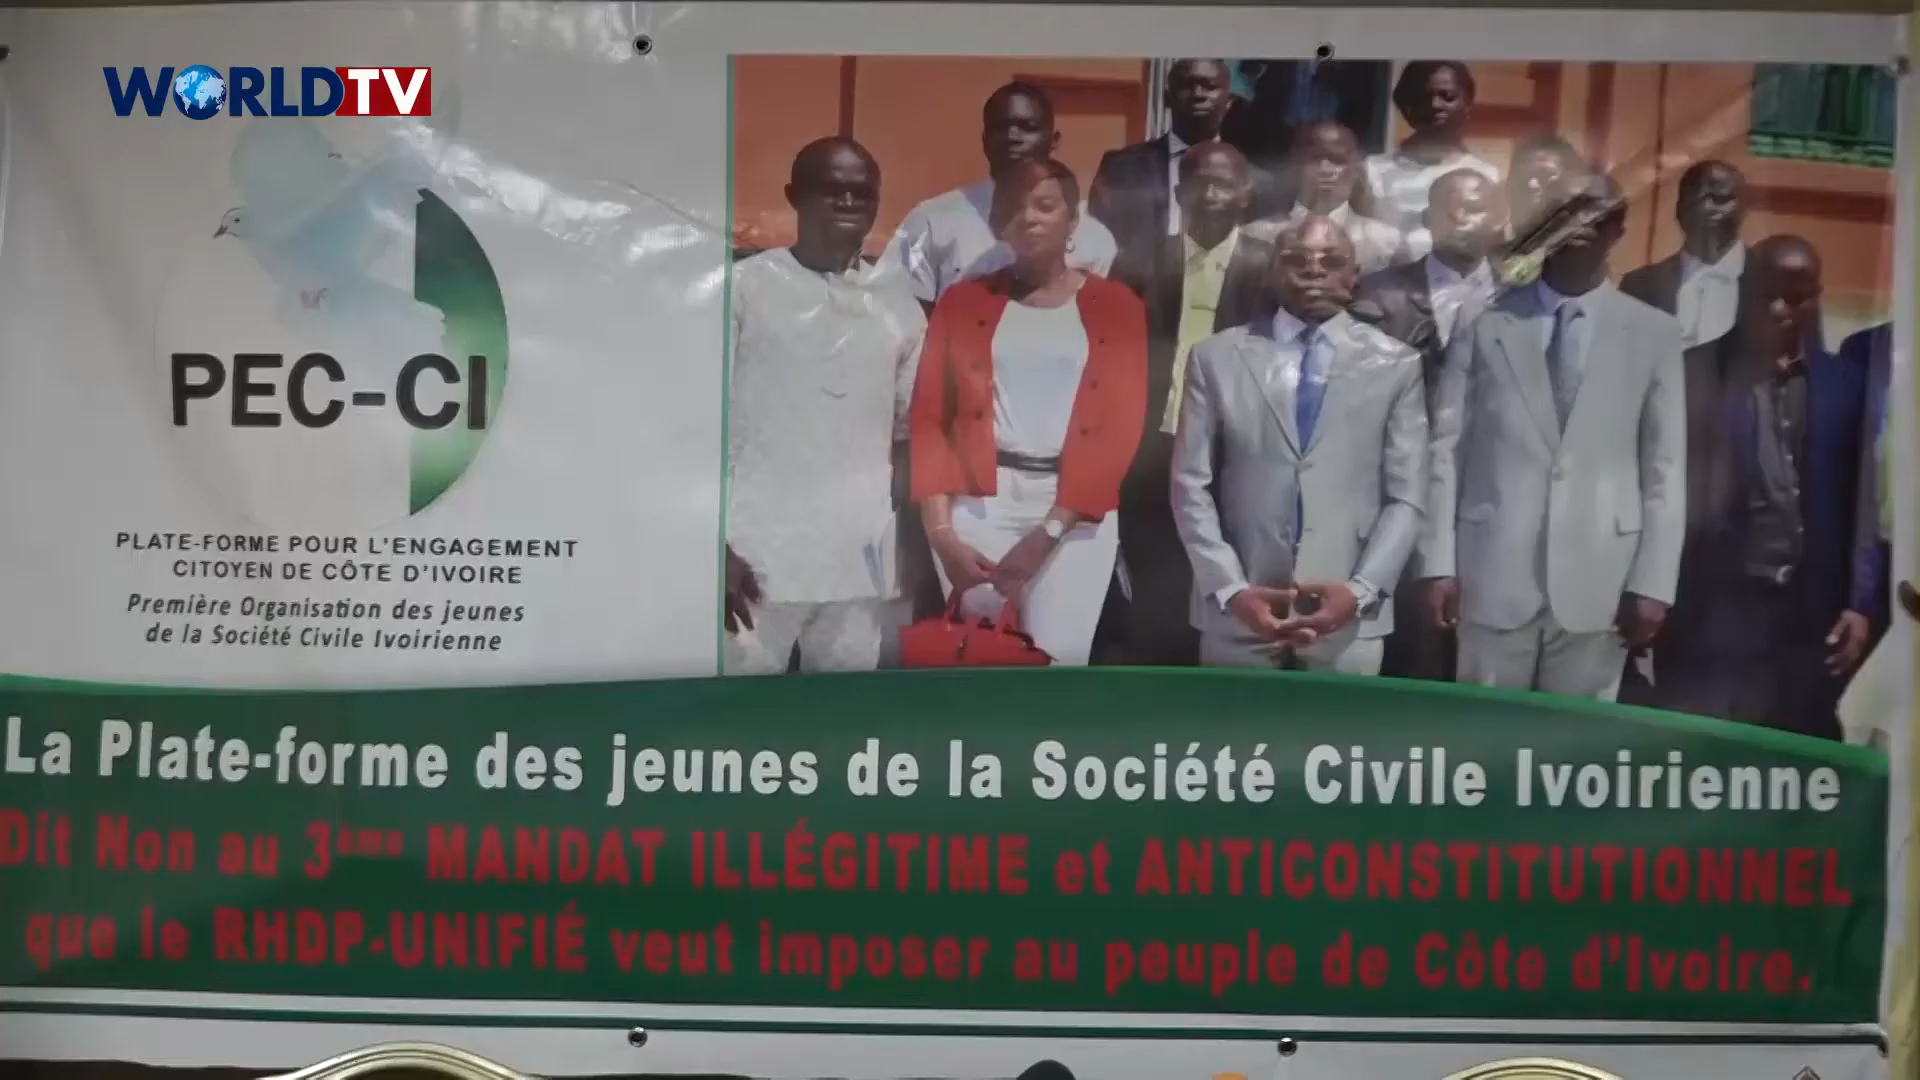 WORLDTV
PEC-CI
PLATE-FORME POUR L'ENGAGEMENT
CITOYEN DE CÔTE D'IVOIRE
Première Organisation des jeunes
de la Société Civile Ivoirienne
La Plate-forme des jeunes de la Société Civile Ivoirienne
Dit Non au 3ème MANDAT ILLÉGITIME et ANTICONSTITUTIONNEL
que le RHDP-UNIFIÉ veut imposer au peuple de Côte d'Ivoire.